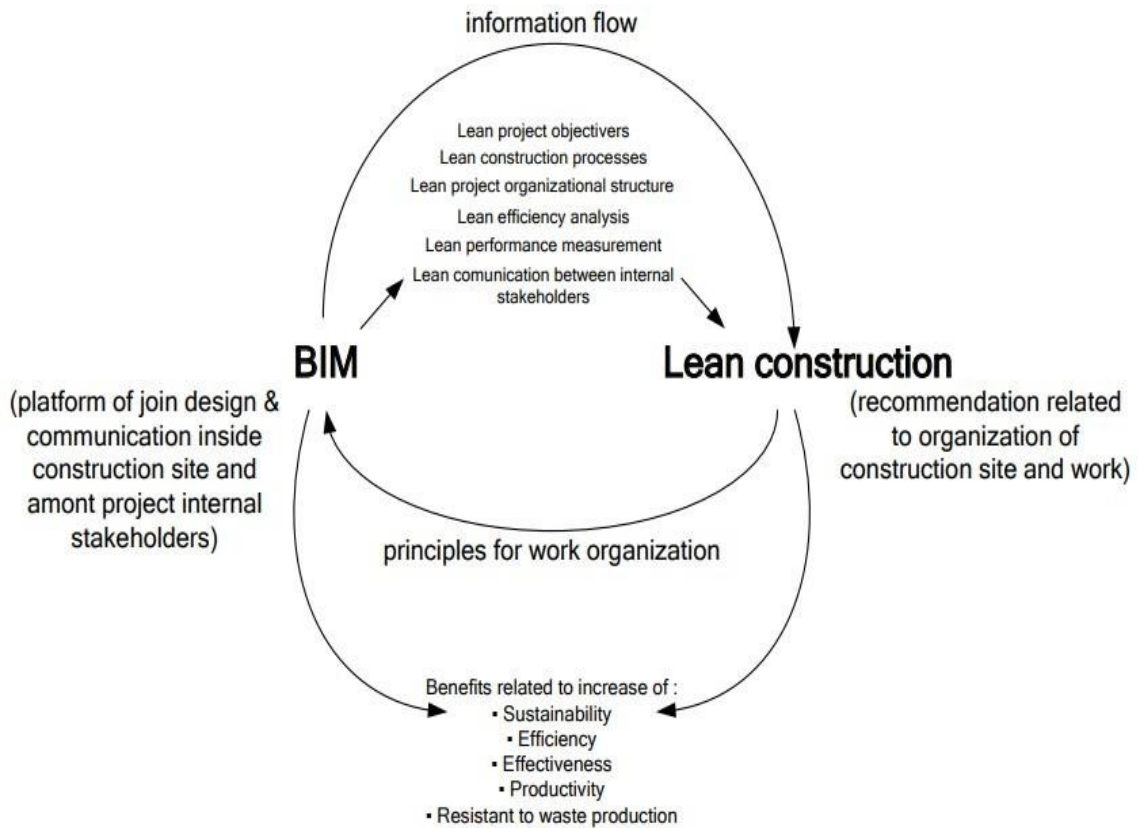 information flow
Lean project objectivers
Lean construction processes
Lean project organizational structure
Lean efficiency analysis
Lean performance measurement
Lean comunication between internal
stakeholders
BIM
(platform of join design &
communication inside
construction site and
amont project internal
stakeholders)
Lean construction
(recommendation related
to organization of
construction site and work)
principles for work organization
Benefits related to increase of :
▪ Sustainability
▪ Efficiency
▪ Effectiveness
▪ Productivity
▪ Resistant to waste production